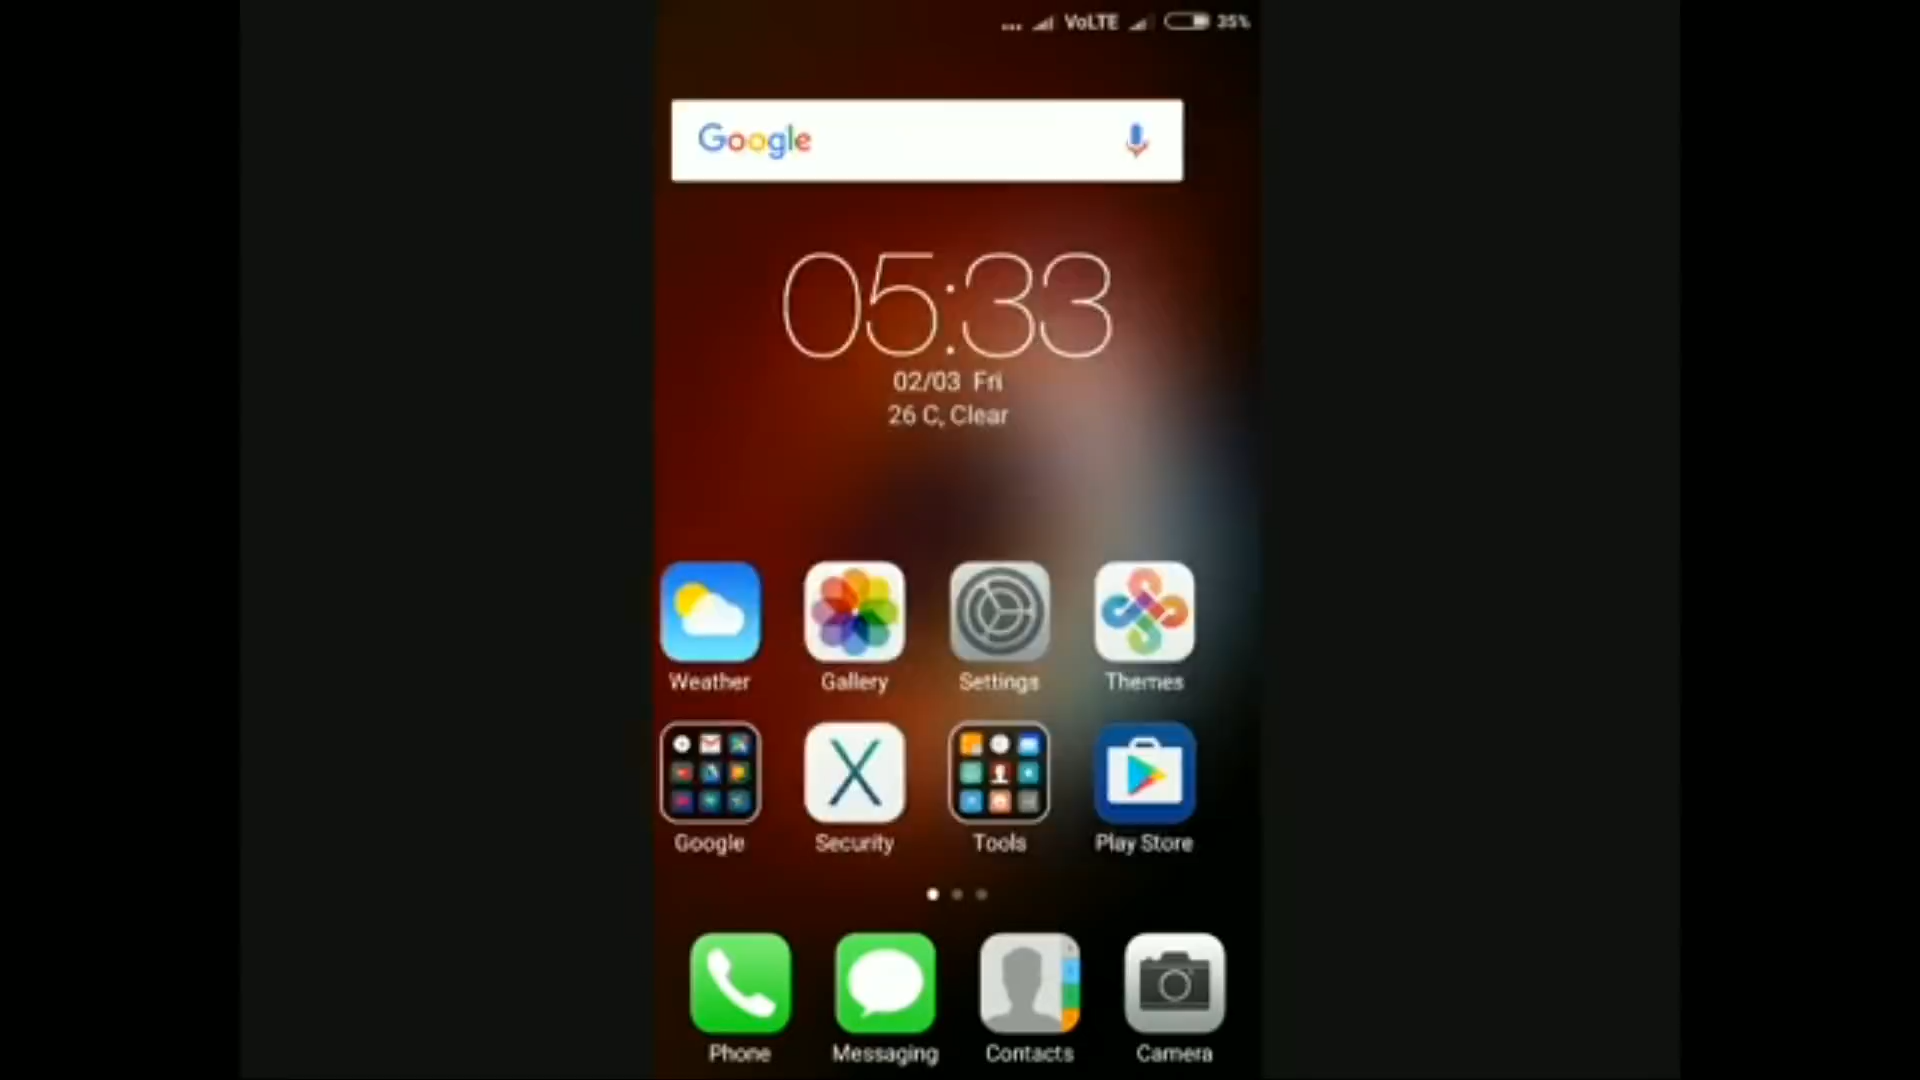 ... VoLTE 35%
Google
05:33
02/03 Fri
26 C, Clear
Weather Gallery Settings Themes
Google Security Tools Play Store
Phone Messaging Contacts Camera